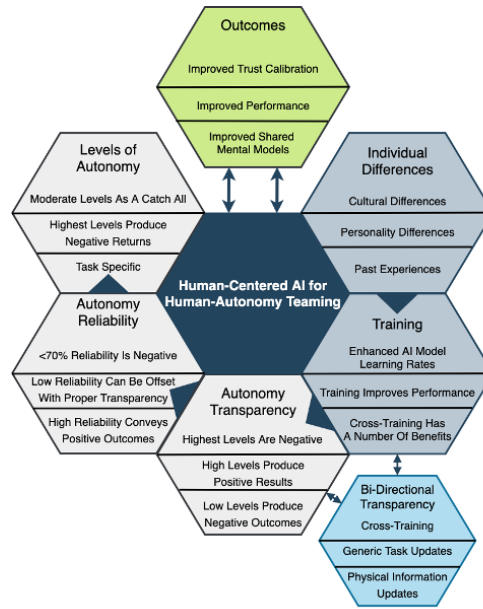 Outcomes
Improved Trust Calibration
Improved Performance
Improved Shared
Mental Models
Levels of
Autonomy
Moderate Levels As A Catch All
Highest Levels Produce
Negative Returns
Task Specific
Individual
Differences
Cultural Differences
Personality Differences
Past Experiences
Human-Centered AI for
Human-Autonomy Teaming
Autonomy
Reliability
<70% Reliability Is Negative
Low Reliability Can Be Offset
With Proper Transparency
High Reliability Conveys
Positive Outcomes
Training
Enhanced AI Model
Learning Rates
Training Improves Performance
Cross-Training Has
A Number Of Benefits
Autonomy
Transparency
Highest Levels Are Negative
High Levels Produce
Positive Results
Low Levels Produce
Negative Outcomes
Bi-Directional
Transparency
Cross-Training
Generic Task Updates
Physical Information
Updates